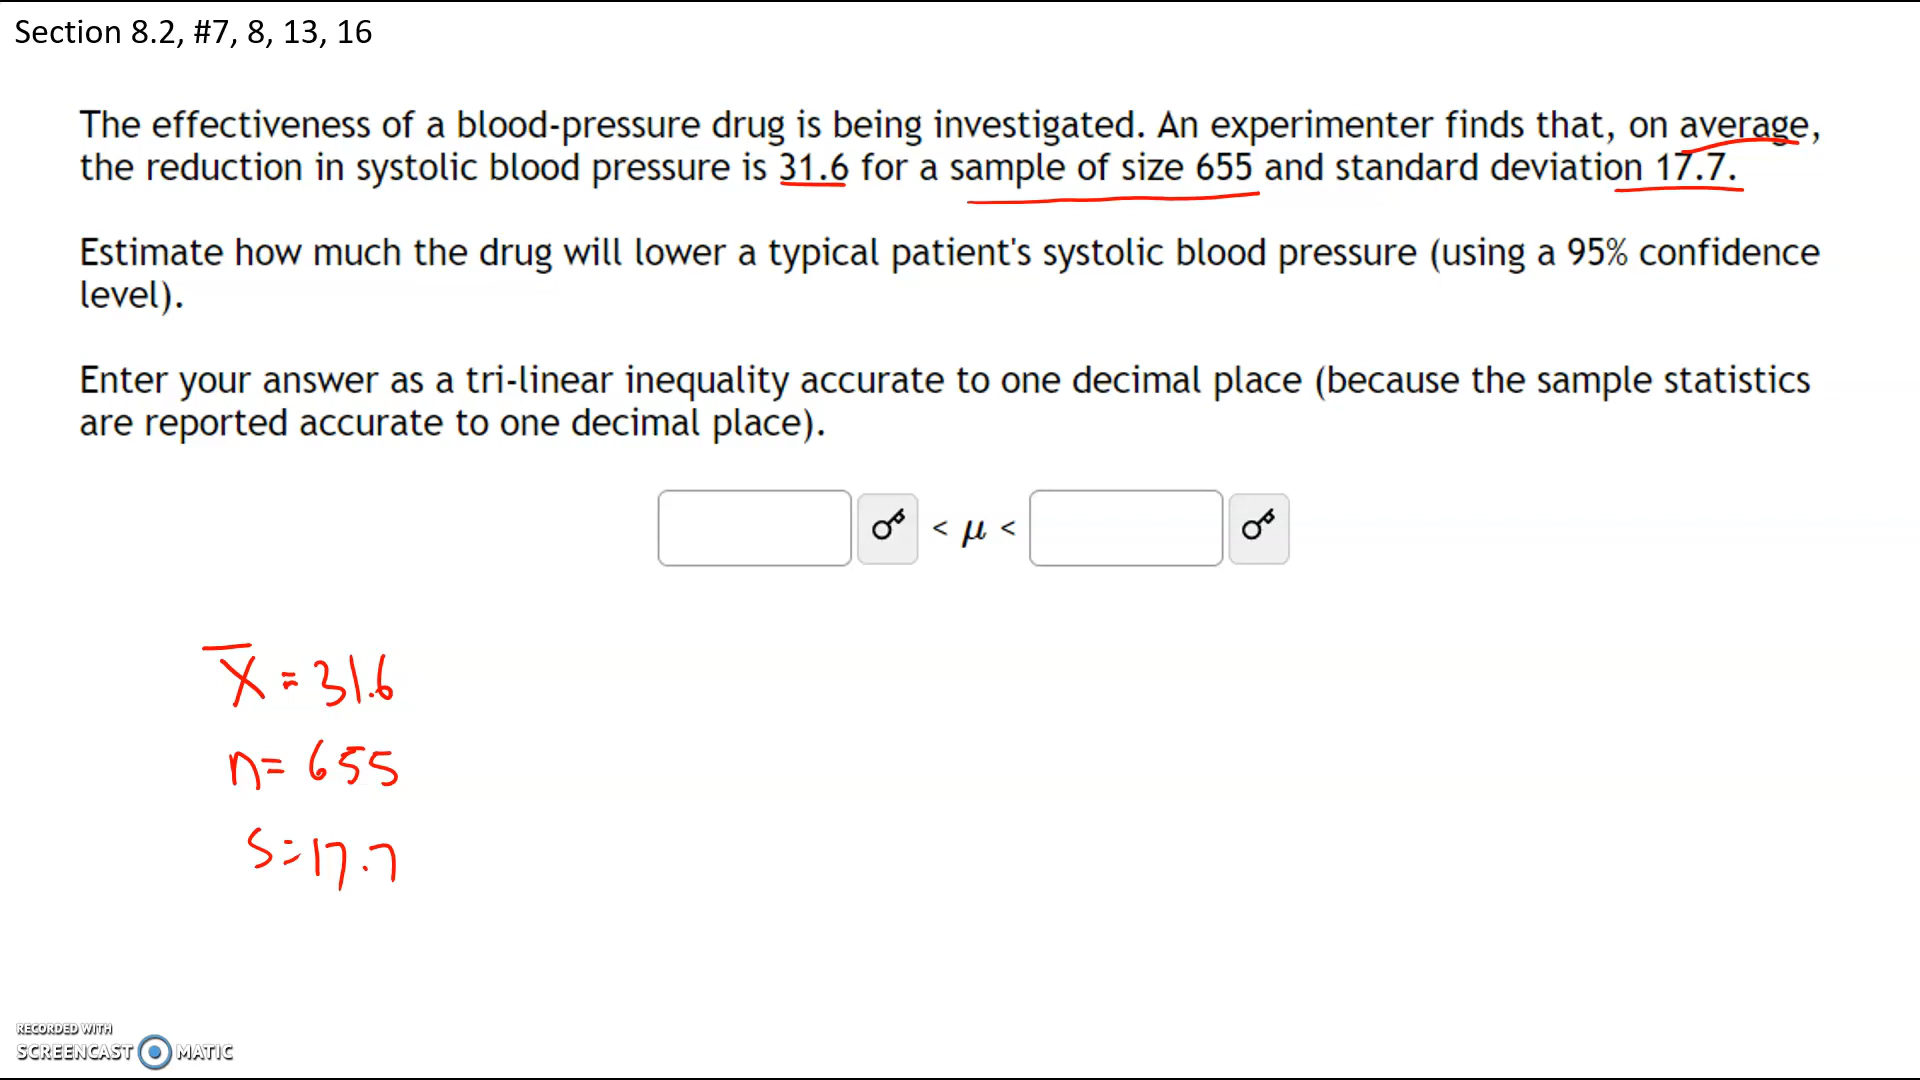 Section 8.2, #7, 8, 13, 16
The effectiveness of a blood-pressure drug is being investigated. An experimenter finds that, on average,
the reduction in systolic blood pressure is 31.6 for a sample of size 655 and standard deviation 17.7.
Estimate how much the drug will lower a typical patient's systolic blood pressure (using a 95% confidence
level).
Enter your answer as a tri-linear inequality accurate to one decimal place (because the sample statistics
are reported accurate to one decimal place).
< μ <
x̅ = 31.6
n = 655
s = 17.7
RECORDED WITH
SCREENCAST MATIC